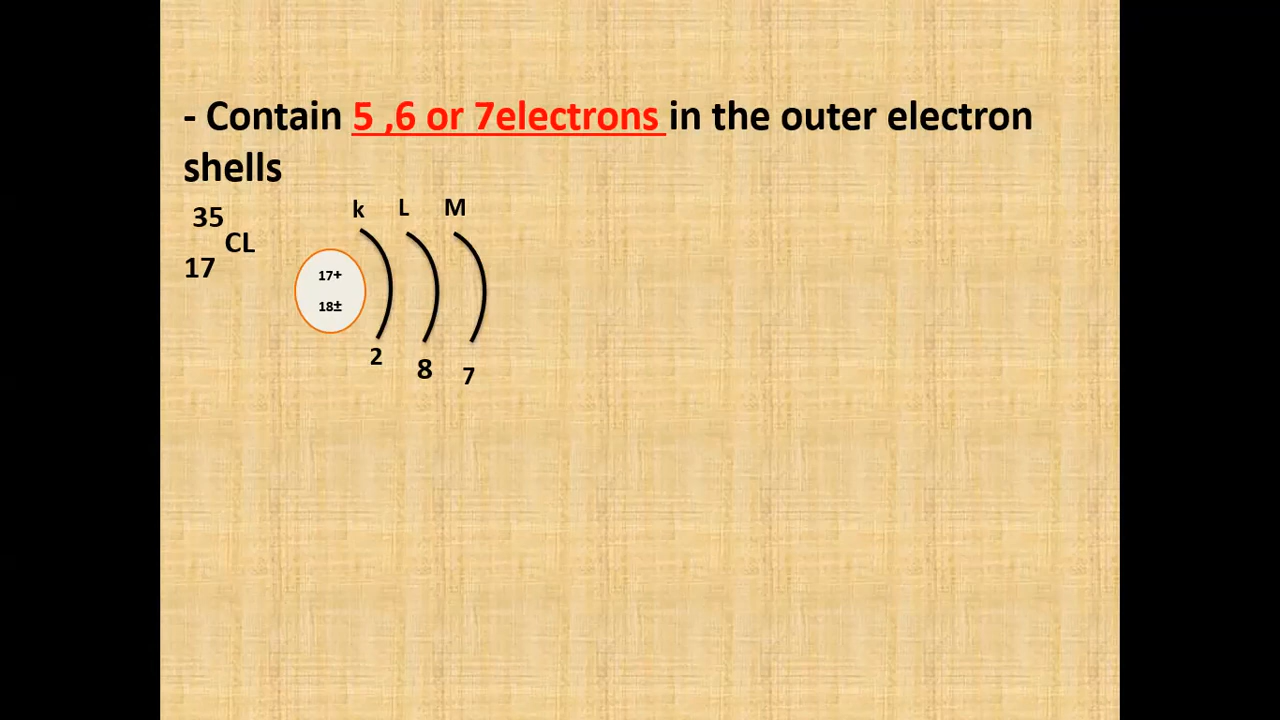 - Contain 5 ,6 or 7electrons in the outer electron
shells
35
CL
17
k L M
17+
18±
2 8 7